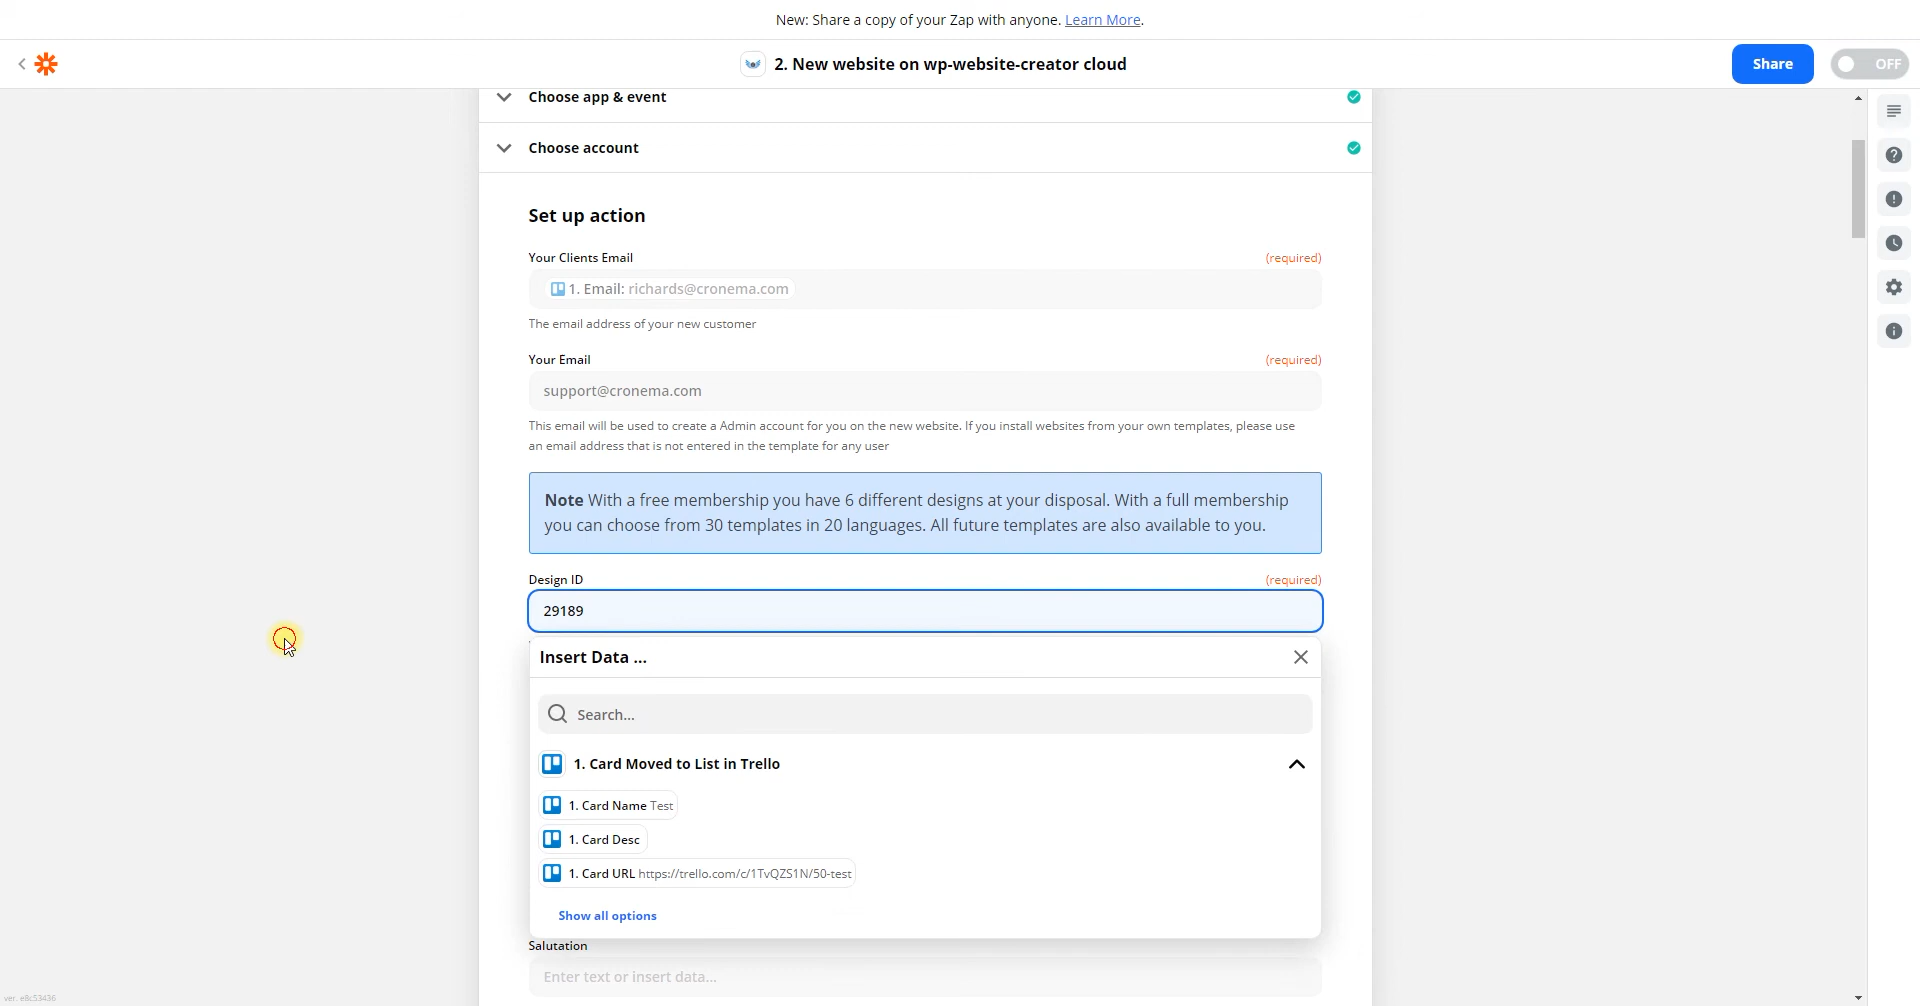 New: Share a copy of your Zap with anyone. Learn More.
2. New website on wp-website-creator cloud
Share
OFF
Choose app & event
Choose account
Set up action
Your Clients Email
(required)
1. Email: richards@cronema.com
The email address of your new customer
Your Email
(required)
support@cronema.com
This email will be used to create a Admin account for you on the new website. If you install websites from your own templates, please use
an email address that is not entered in the template for any user
Note With a free membership you have 6 different designs at your disposal. With a full membership
you can choose from 30 templates in 20 languages. All future templates are also available to you.
Design ID
(required)
29189
Insert Data ...
Search...
1. Card Moved to List in Trello
1. Card Name Test
1. Card Desc
1. Card URL https://trello.com/c/1TvQZS1N/50-test
Show all options
Salutation
Enter text or insert data...
ver. e8c53436